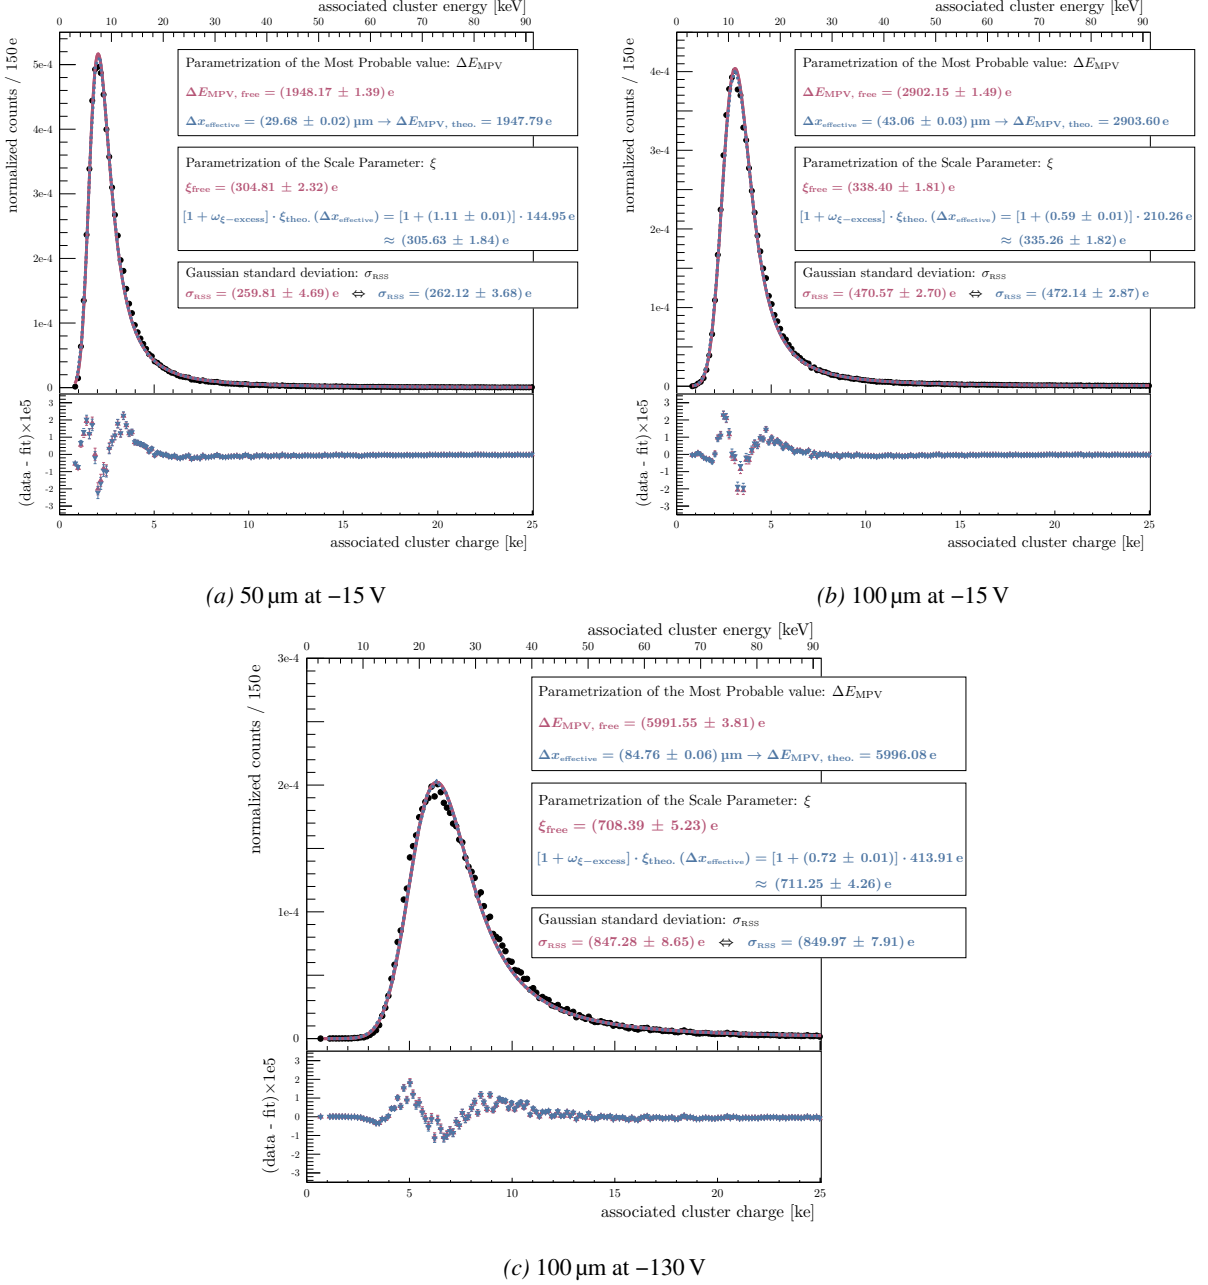 associated cluster energy [keV]
0 10 20 30 40 50 60 70 80 90
normalized counts / 150 e
5e-4
4e-4
3e-4
2e-4
1e-4
0
Parametrization of the Most Probable value: ΔE_MPV
ΔE_MPV, free = (1948.17 ± 1.39) e
Δx_effective = (29.68 ± 0.02) μm → ΔE_MPV, theo. = 1947.79 e
Parametrization of the Scale Parameter: ξ
ξ_free = (304.81 ± 2.32) e
[1 + ω_ξ−excess] · ξ_theo. (Δx_effective) = [1 + (1.11 ± 0.01)] · 144.95 e
≈ (305.63 ± 1.84) e
Gaussian standard deviation: σ_RSS
σ_RSS = (259.81 ± 4.69) e ⇔ σ_RSS = (262.12 ± 3.68) e
(data - fit)×1e5
3
2
1
0
-1
-2
-3
0 5 10 15 20 25
associated cluster charge [ke]
(a) 50 μm at −15 V
associated cluster energy [keV]
0 10 20 30 40 50 60 70 80 90
normalized counts / 150 e
4e-4
3e-4
2e-4
1e-4
0
Parametrization of the Most Probable value: ΔE_MPV
ΔE_MPV, free = (2902.15 ± 1.49) e
Δx_effective = (43.06 ± 0.03) μm → ΔE_MPV, theo. = 2903.60 e
Parametrization of the Scale Parameter: ξ
ξ_free = (338.40 ± 1.81) e
[1 + ω_ξ−excess] · ξ_theo. (Δx_effective) = [1 + (0.59 ± 0.01)] · 210.26 e
≈ (335.26 ± 1.82) e
Gaussian standard deviation: σ_RSS
σ_RSS = (470.57 ± 2.70) e ⇔ σ_RSS = (472.14 ± 2.87) e
(data - fit)×1e5
3
2
1
0
-1
-2
-3
0 5 10 15 20 25
associated cluster charge [ke]
(b) 100 μm at −15 V
associated cluster energy [keV]
0 10 20 30 40 50 60 70 80 90
normalized counts / 150 e
3e-4
2e-4
1e-4
0
Parametrization of the Most Probable value: ΔE_MPV
ΔE_MPV, free = (5991.55 ± 3.81) e
Δx_effective = (84.76 ± 0.06) μm → ΔE_MPV, theo. = 5996.08 e
Parametrization of the Scale Parameter: ξ
ξ_free = (708.39 ± 5.23) e
[1 + ω_ξ−excess] · ξ_theo. (Δx_effective) = [1 + (0.72 ± 0.01)] · 413.91 e
≈ (711.25 ± 4.26) e
Gaussian standard deviation: σ_RSS
σ_RSS = (847.28 ± 8.65) e ⇔ σ_RSS = (849.97 ± 7.91) e
(data - fit)×1e5
3
2
1
0
-1
-2
-3
0 5 10 15 20 25
associated cluster charge [ke]
(c) 100 μm at −130 V